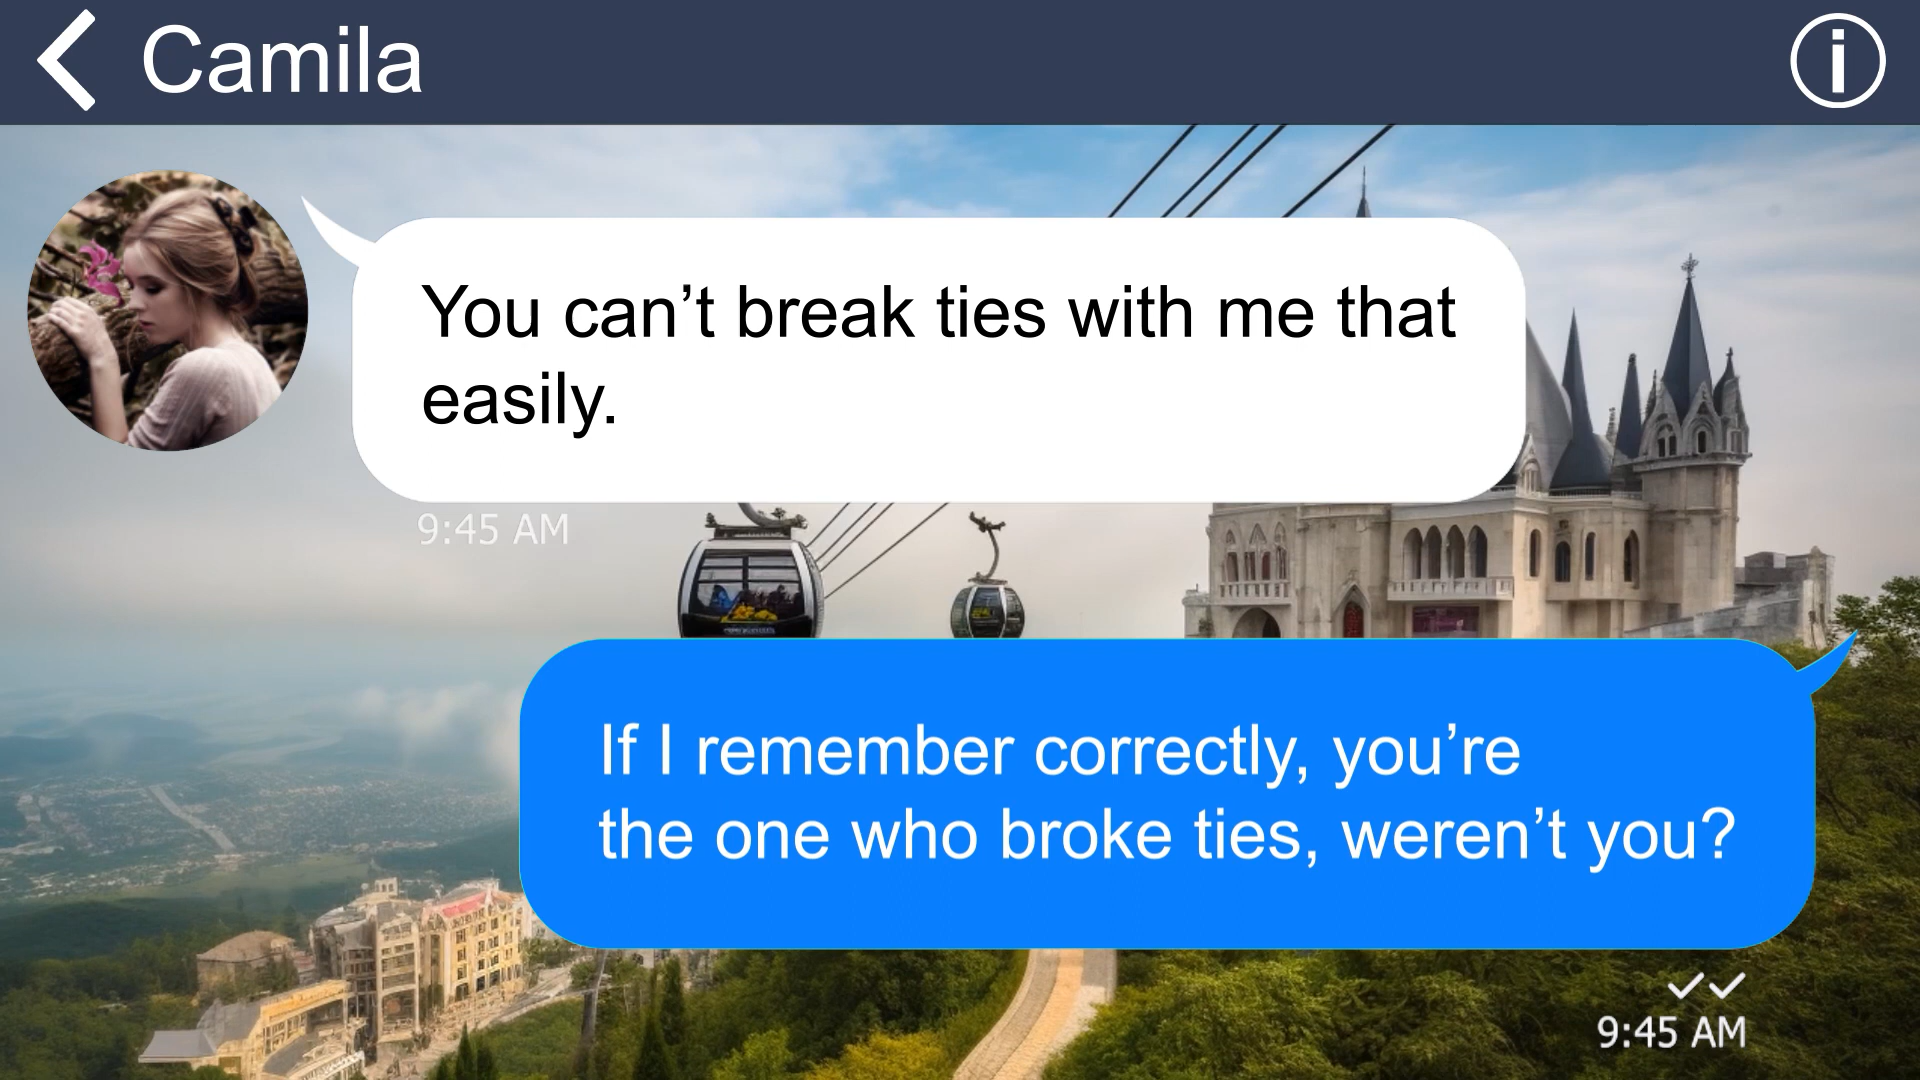 Camila
You can’t break ties with me that
easily.
9:45 AM
If I remember correctly, you’re
the one who broke ties, weren’t you?
9:45 AM